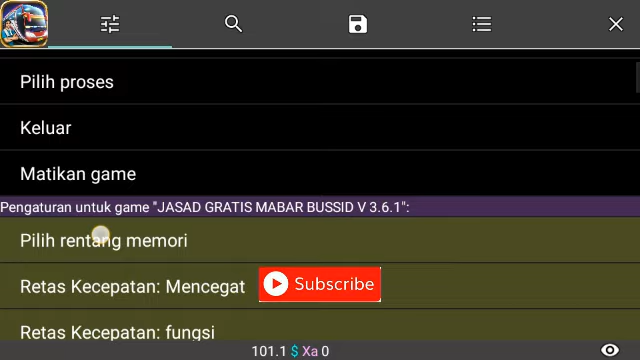 Pilih proses
Keluar
Matikan game
Pengaturan untuk game "JASAD GRATIS MABAR BUSSID V 3.6.1":
Pilih rentang memori
Retas Kecepatan: Mencegat
Subscribe
Retas Kecepatan: fungsi
101.1 $ Xa 0